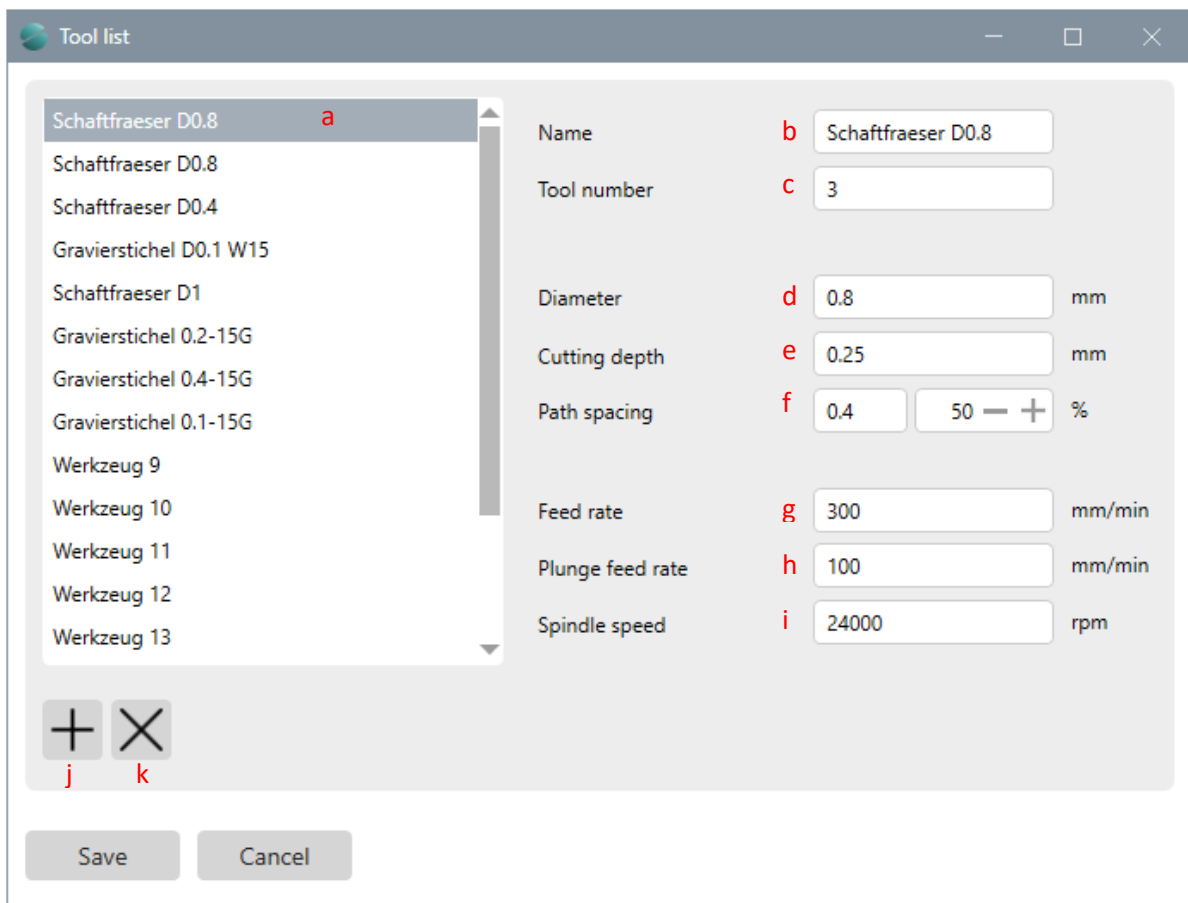 Tool list
Schaftfraeser D0.8 a
Schaftfraeser D0.8
Schaftfraeser D0.4
Gravierstichel D0.1 W15
Schaftfraeser D1
Gravierstichel 0.2-15G
Gravierstichel 0.4-15G
Gravierstichel 0.1-15G
Werkzeug 9
Werkzeug 10
Werkzeug 11
Werkzeug 12
Werkzeug 13
j k
Name b Schaftfraeser D0.8
Tool number c 3
Diameter d 0.8 mm
Cutting depth e 0.25 mm
Path spacing f 0.4 50 %
Feed rate g 300 mm/min
Plunge feed rate h 100 mm/min
Spindle speed i 24000 rpm
Save Cancel